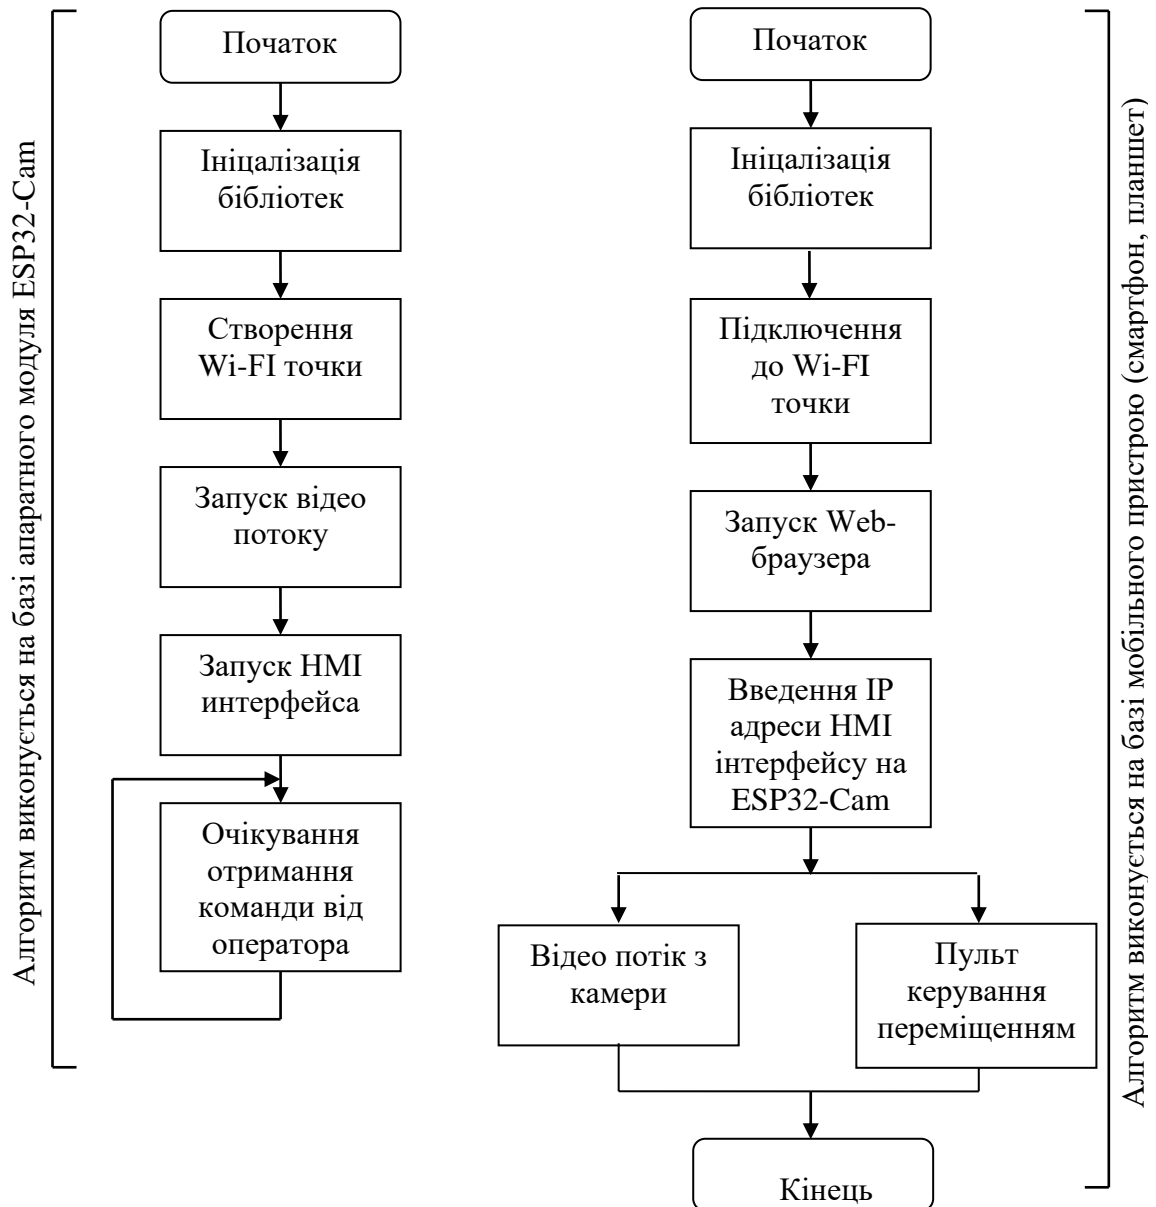 Алгоритм виконується на базі апаратного модуля ESP32-Cam
Початок
Ініцалізація
бібліотек
Створення
Wi-FI точки
Запуск відео
потоку
Запуск HMI
интерфейса
Очікування
отримання
команди від
оператора
Початок
Ініцалізація
бібліотек
Підключення
до Wi-FI
точки
Запуск Web-
браузера
Введення IP
адреси HMI
інтерфейсу на
ESP32-Cam
Відео потік з
камери
Пульт
керування
переміщенням
Кінець
Алгоритм виконується на базі мобільного пристрою (смартфон, планшет)